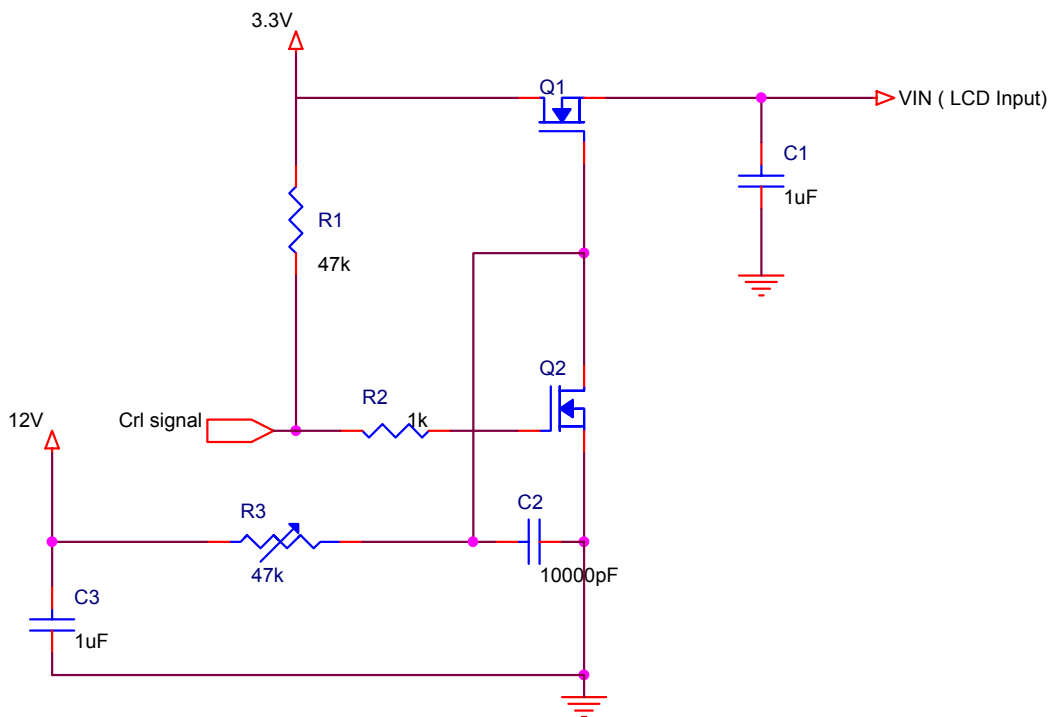 3.3V
Q1
VIN ( LCD Input)
C1
1uF
R1
47k
Q2
R2
1k
Crl signal
12V
R3
47k
C2
10000pF
C3
1uF